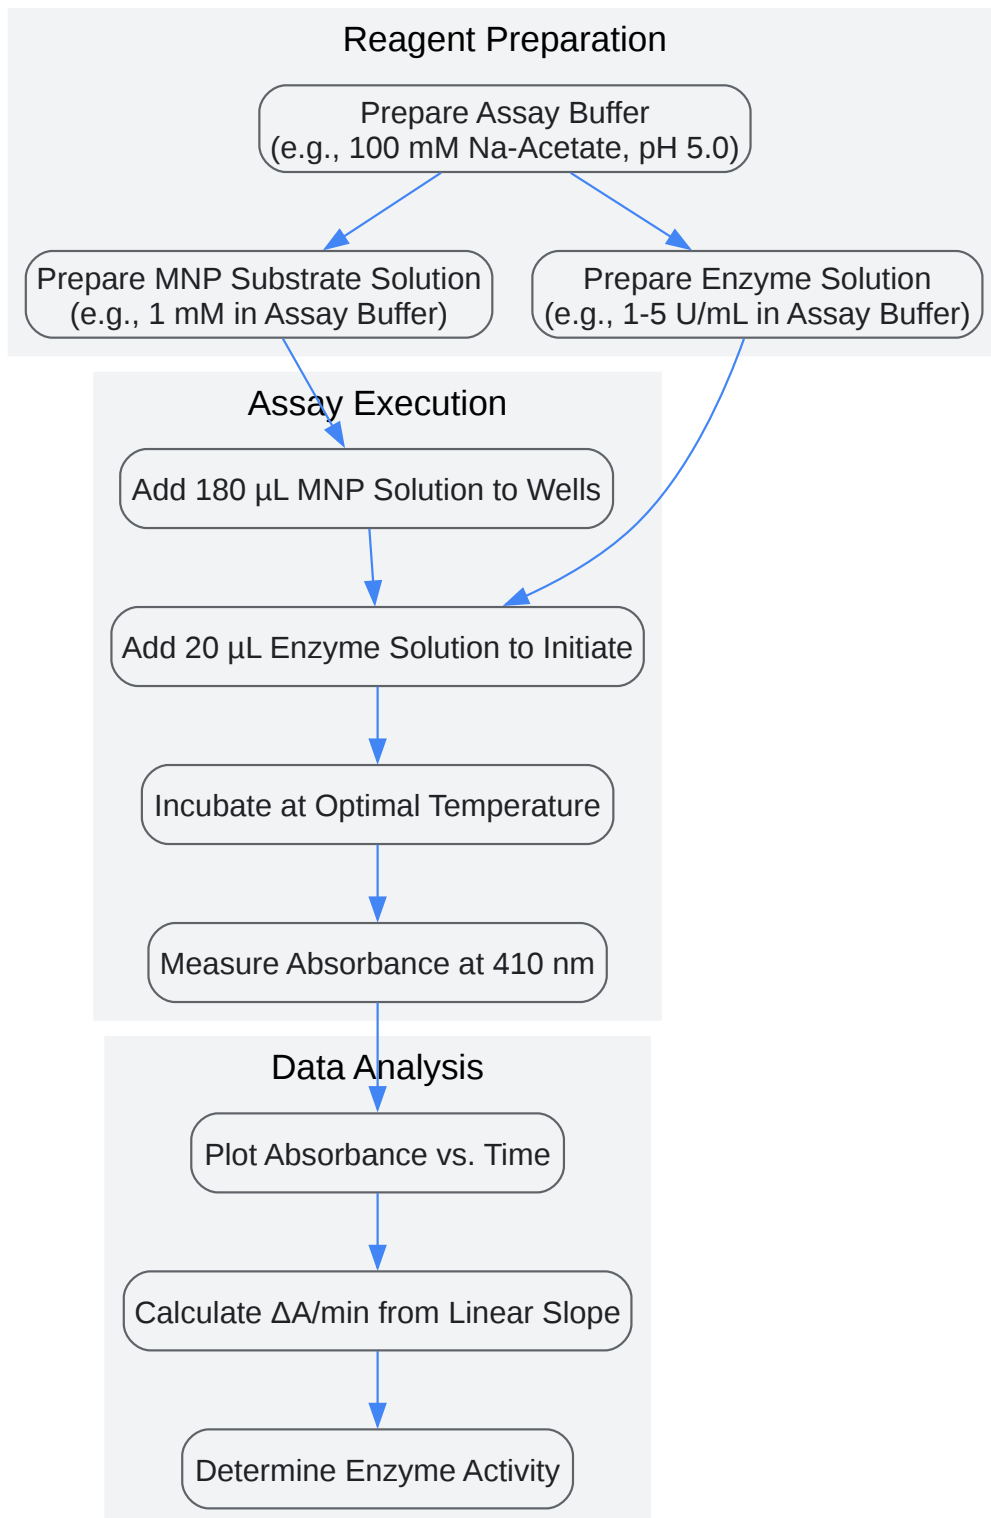 Reagent Preparation
Prepare Assay Buffer
(e.g., 100 mM Na-Acetate, pH 5.0)
Prepare MNP Substrate Solution
(e.g., 1 mM in Assay Buffer)
Prepare Enzyme Solution
(e.g., 1-5 U/mL in Assay Buffer)
Assay Execution
Add 180 µL MNP Solution to Wells
Add 20 µL Enzyme Solution to Initiate
Incubate at Optimal Temperature
Measure Absorbance at 410 nm
Data Analysis
Plot Absorbance vs. Time
Calculate ΔA/min from Linear Slope
Determine Enzyme Activity